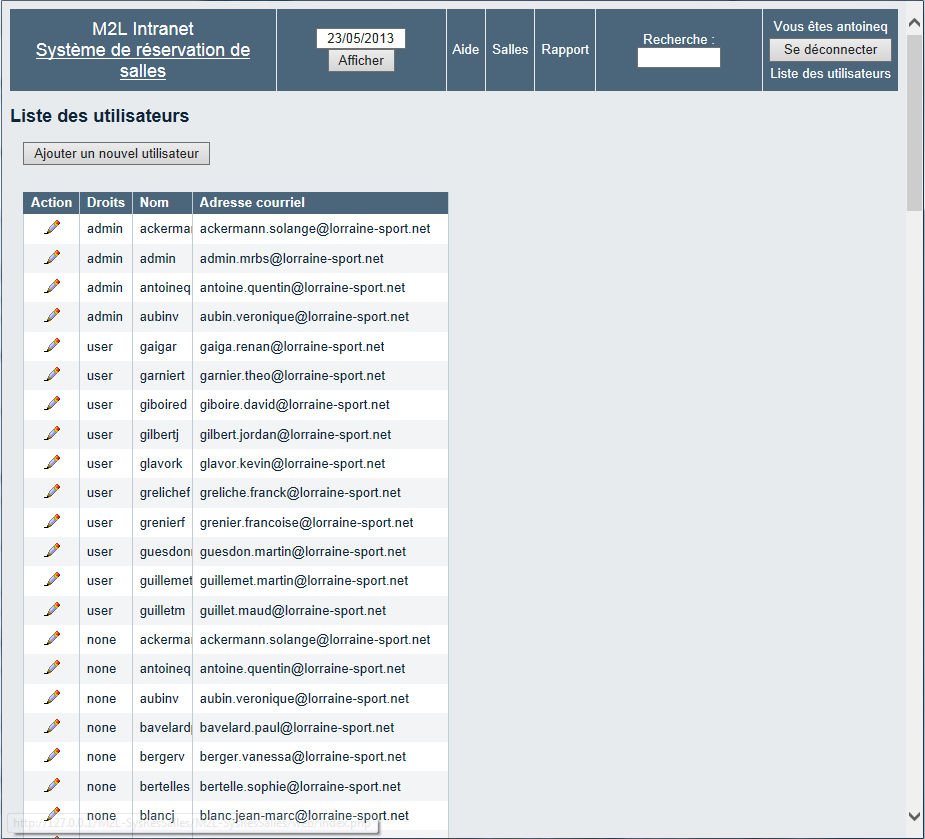 M2L Intranet
Système de réservation de
salles
23/05/2013
Afficher
Aide
Salles
Rapport
Recherche :
Vous êtes antoineq
Se déconnecter
Liste des utilisateurs
Liste des utilisateurs
Ajouter un nouvel utilisateur
Action Droits Nom Adresse courriel
admin ackerma ackermann.solange@lorraine-sport.net
admin admin admin.mrbs@lorraine-sport.net
admin antoineq antoine.quentin@lorraine-sport.net
admin aubinv aubin.veronique@lorraine-sport.net
user gaigar gaiga.renan@lorraine-sport.net
user garniert garnier.theo@lorraine-sport.net
user giboired giboire.david@lorraine-sport.net
user gilbertj gilbert.jordan@lorraine-sport.net
user glavork glavor.kevin@lorraine-sport.net
user grelichef greliche.franck@lorraine-sport.net
user grenierf grenier.francoise@lorraine-sport.net
user guesdon guesdon.martin@lorraine-sport.net
user guillemet guillemet.martin@lorraine-sport.net
user guilletm guillet.maud@lorraine-sport.net
none ackerma ackermann.solange@lorraine-sport.net
none antoineq antoine.quentin@lorraine-sport.net
none aubinv aubin.veronique@lorraine-sport.net
none bavelard bavelard.paul@lorraine-sport.net
none bergerv berger.vanessa@lorraine-sport.net
none bertelles bertelle.sophie@lorraine-sport.net
none blancj blanc.jean-marc@lorraine-sport.net